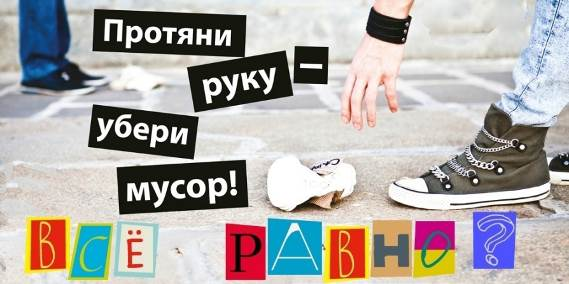 Протяни
руку –
убери
мусор!
ВСЁ РАВНО?